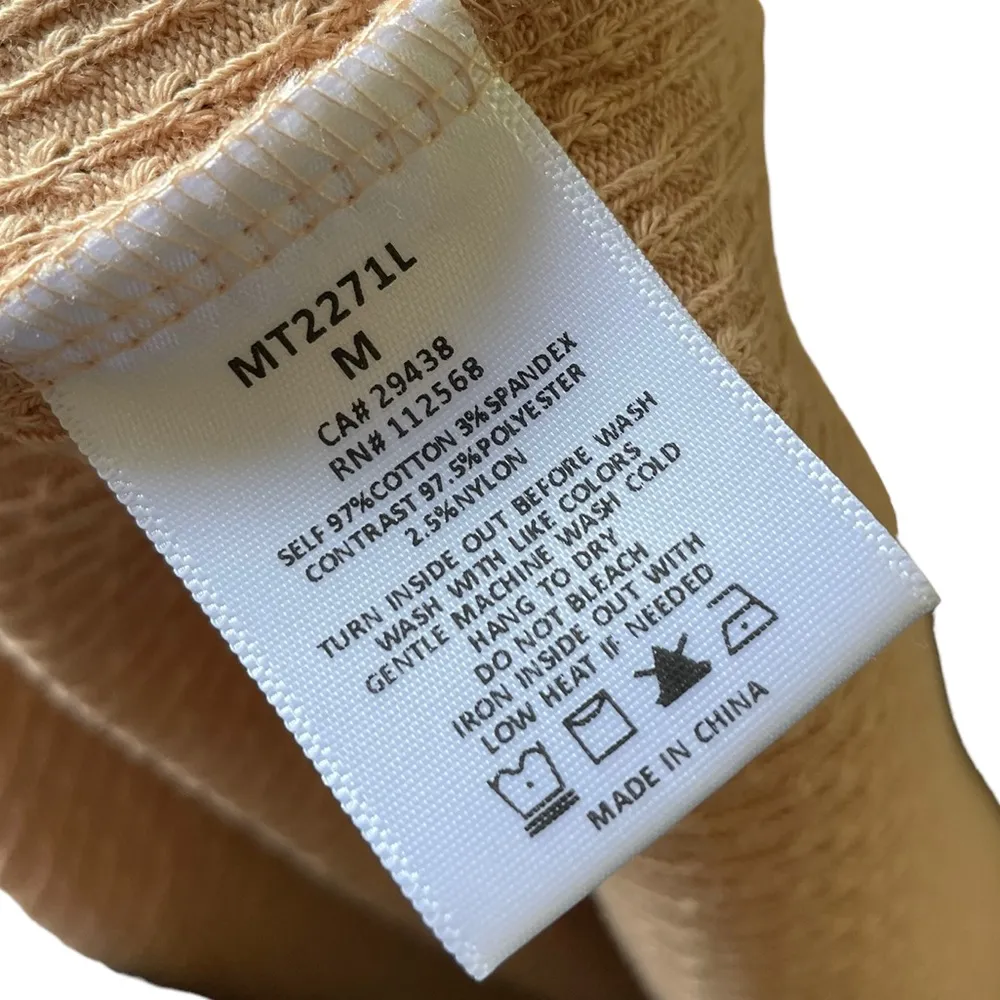 MT2271L
M
CA# 29438
RN# 112568
SELF 97%COTTON 3%SPANDEX
CONTRAST 97.5%POLYESTER
2.5%NYLON
TURN INSIDE OUT BEFORE WASH
WASH WITH LIKE COLORS
GENTLE MACHINE WASH COLD
HANG TO DRY
DO NOT BLEACH
IRON INSIDE OUT WITH
LOW HEAT IF NEEDED
MADE IN CHINA